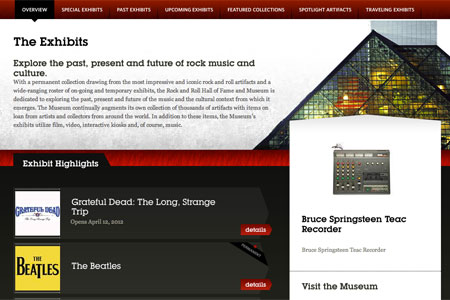 OVERVIEW SPECIAL EXHIBITS PAST EXHIBITS UPCOMING EXHIBITS FEATURED COLLECTIONS SPOTLIGHT ARTIFACTS TRAVELING EXHIBITS
The Exhibits
Explore the past, present and future of rock music and
culture.
With a permanent collection drawing from the most impressive and iconic rock and roll artifacts and a
wide-ranging roster of on-going and temporary exhibits, the Rock and Roll Hall of Fame and Museum is
dedicated to exploring the past, present and future of the music and the cultural context from which it
emerges. The Museum continually augments its own collection of thousands of artifacts with items on
loan from artists and collectors from around the world. In addition to these items, the Museum's
exhibits utilize film, video, interactive kiosks and, of course, music.
Exhibit Highlights
GRATEFUL DEAD
Grateful Dead: The Long, Strange
Trip
Opens April 12, 2012
details
THE
BEATLES
The Beatles
details
Bruce Springsteen Teac
Recorder
Bruce Springsteen Teac Recorder
Visit the Museum